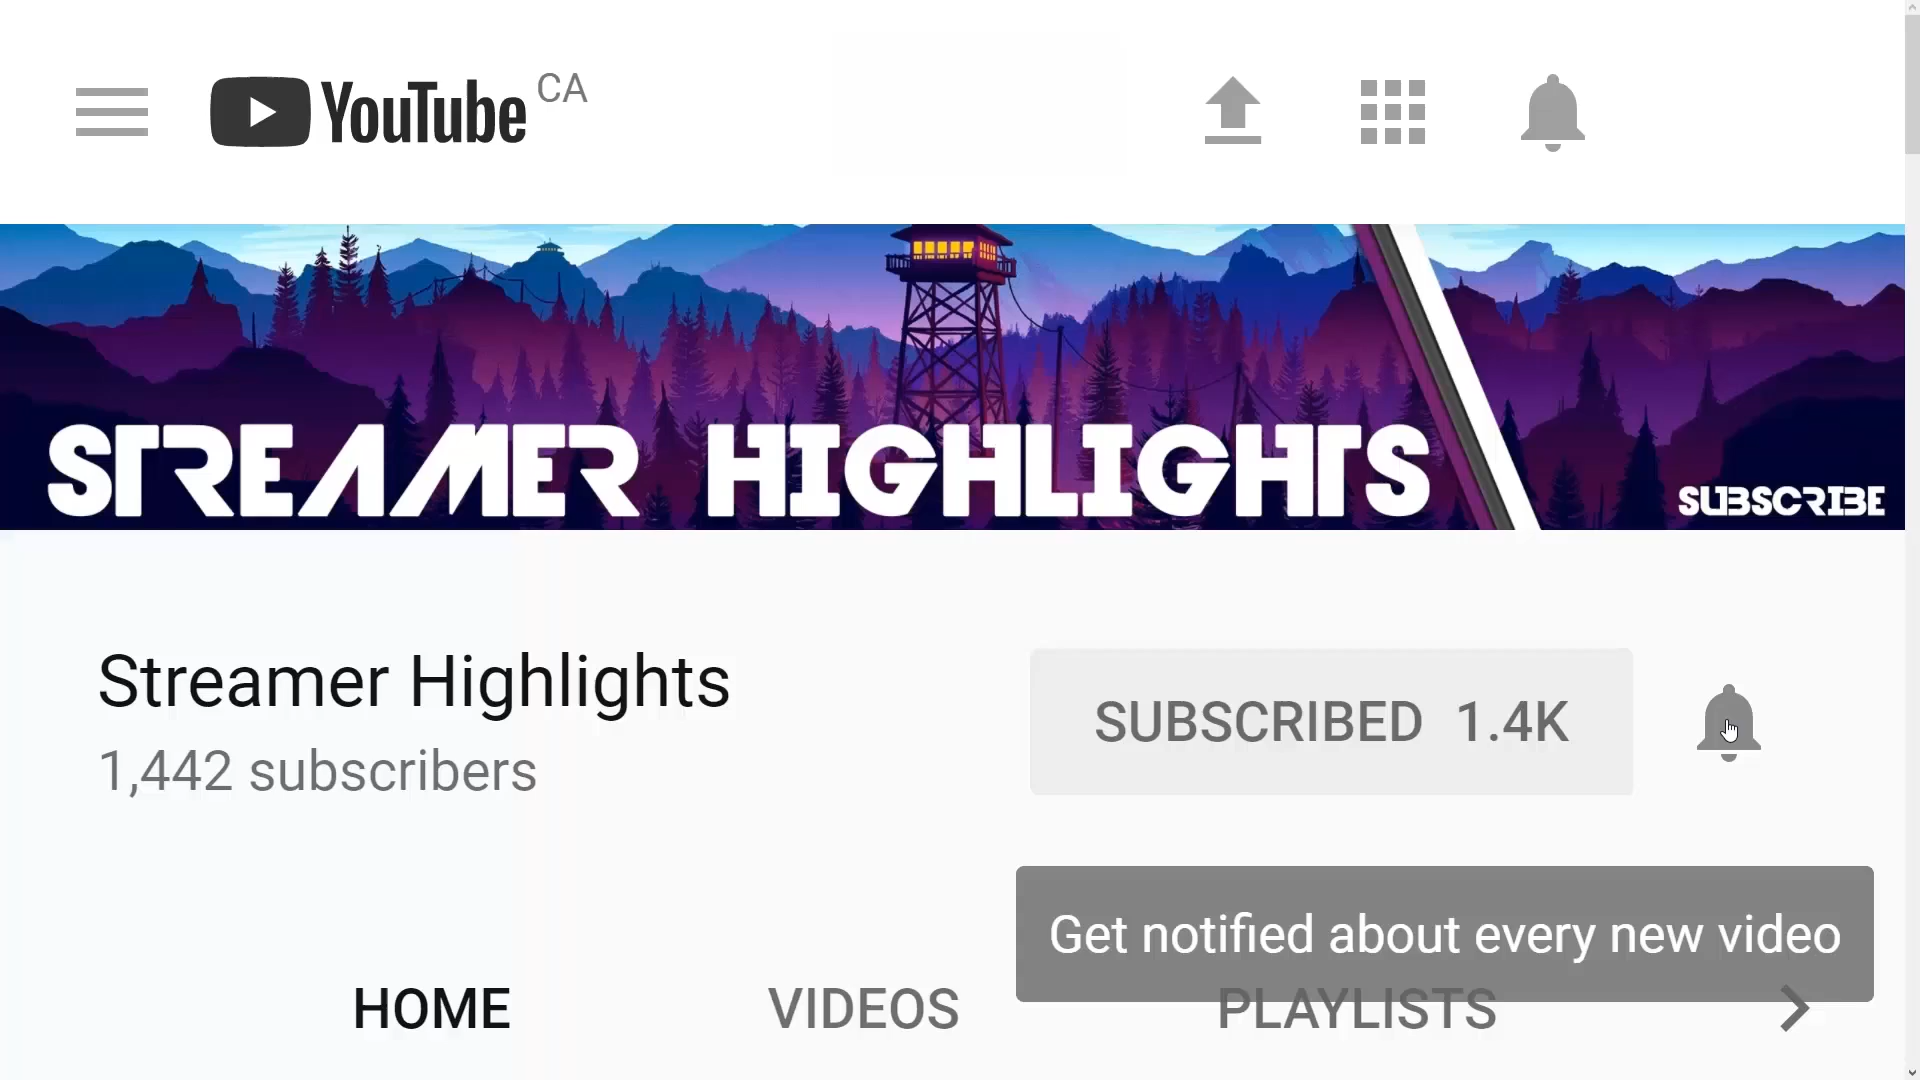 YouTube CA
STREAMER HIGHLIGHTS
SUBSCRIBE
Streamer Highlights
1,442 subscribers
SUBSCRIBED 1.4K
Get notified about every new video
HOME VIDEOS PLAYLISTS